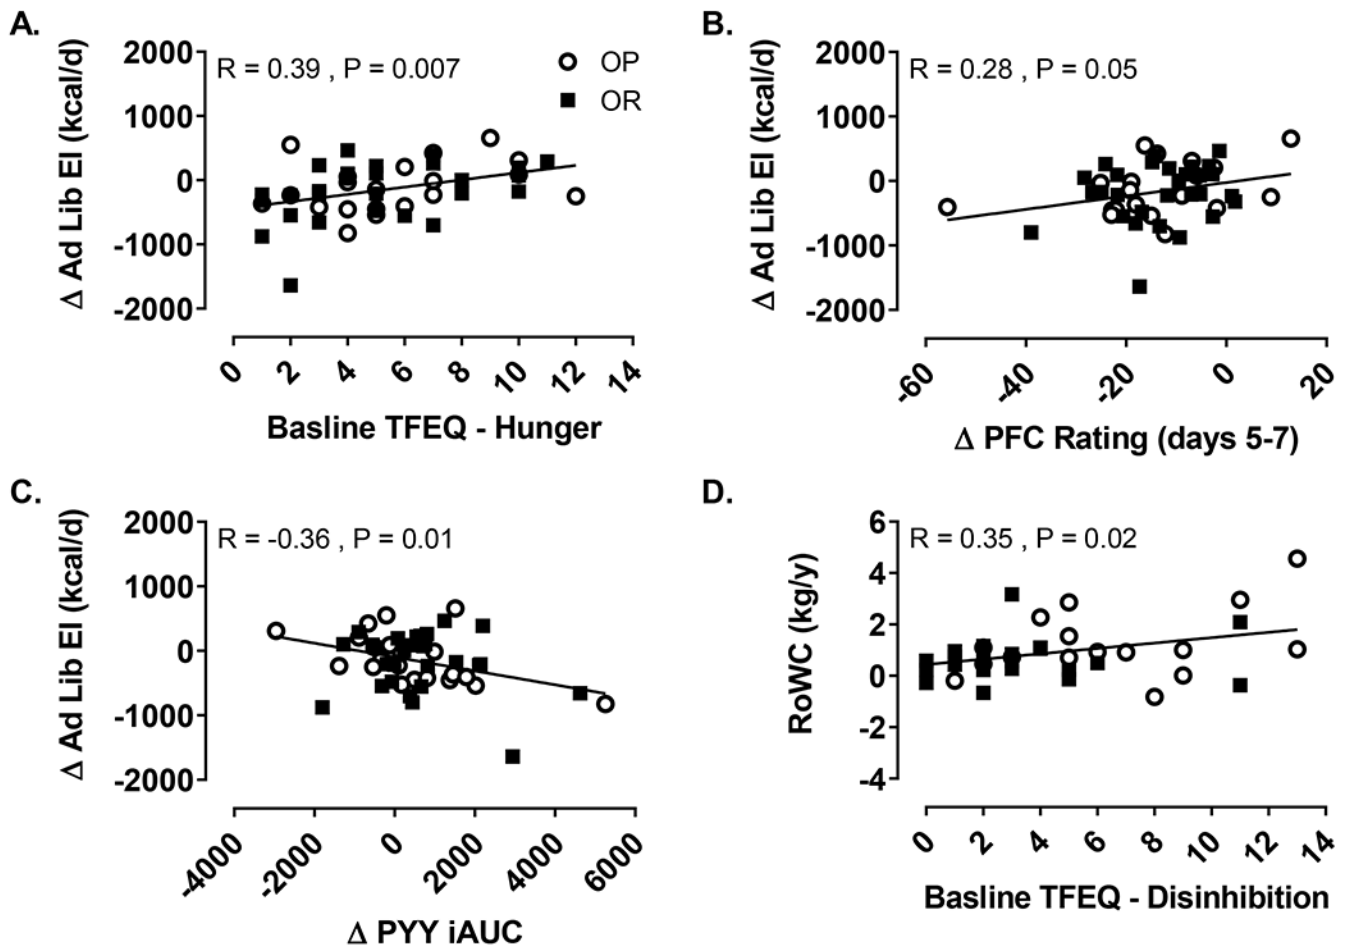 A.
Δ Ad Lib EI (kcal/d)
2000
1000
0
-1000
-2000
R = 0.39 , P = 0.007
OP
OR
0 2 4 6 8 10 12 14
Basline TFEQ - Hunger
B.
Δ Ad Lib EI (kcal/d)
2000
1000
0
-1000
-2000
R = 0.28 , P = 0.05
-60 -40 -20 0 20
Δ PFC Rating (days 5-7)
C.
Δ Ad Lib EI (kcal/d)
2000
1000
0
-1000
-2000
R = -0.36 , P = 0.01
-4000 -2000 0 2000 4000 6000
Δ PYY iAUC
D.
RoWC (kg/y)
6
4
2
0
-2
-4
R = 0.35 , P = 0.02
0 2 4 6 8 10 12 14
Basline TFEQ - Disinhibition